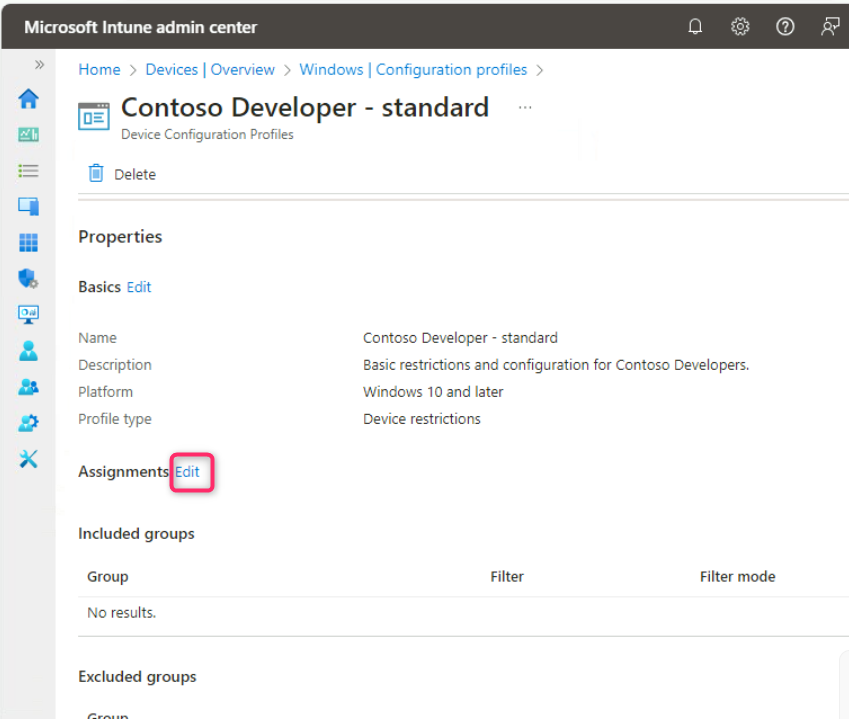 Microsoft Intune admin center
Home > Devices | Overview > Windows | Configuration profiles >
Contoso Developer - standard ...
Device Configuration Profiles
Delete
Properties
Basics Edit
Name Contoso Developer - standard
Description Basic restrictions and configuration for Contoso Developers.
Platform Windows 10 and later
Profile type Device restrictions
Assignments Edit
Included groups
Group Filter Filter mode
No results.
Excluded groups
Group